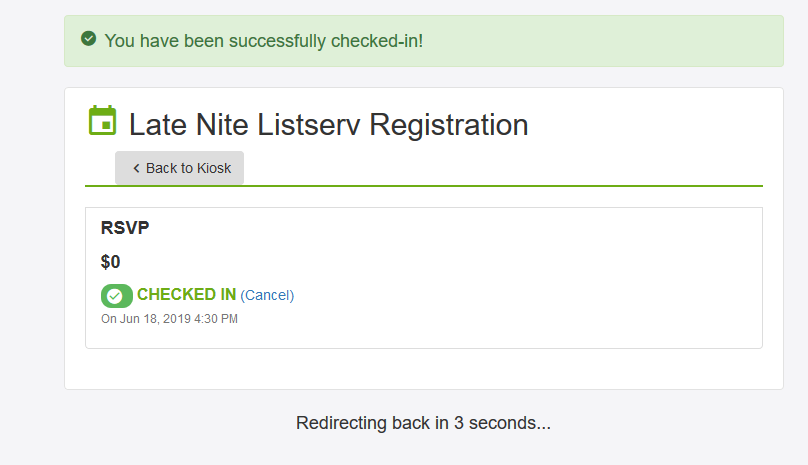 You have been successfully checked-in!
Late Nite Listserv Registration
Back to Kiosk
RSVP
$0
CHECKED IN (Cancel)
On Jun 18, 2019 4:30 PM
Redirecting back in 3 seconds...